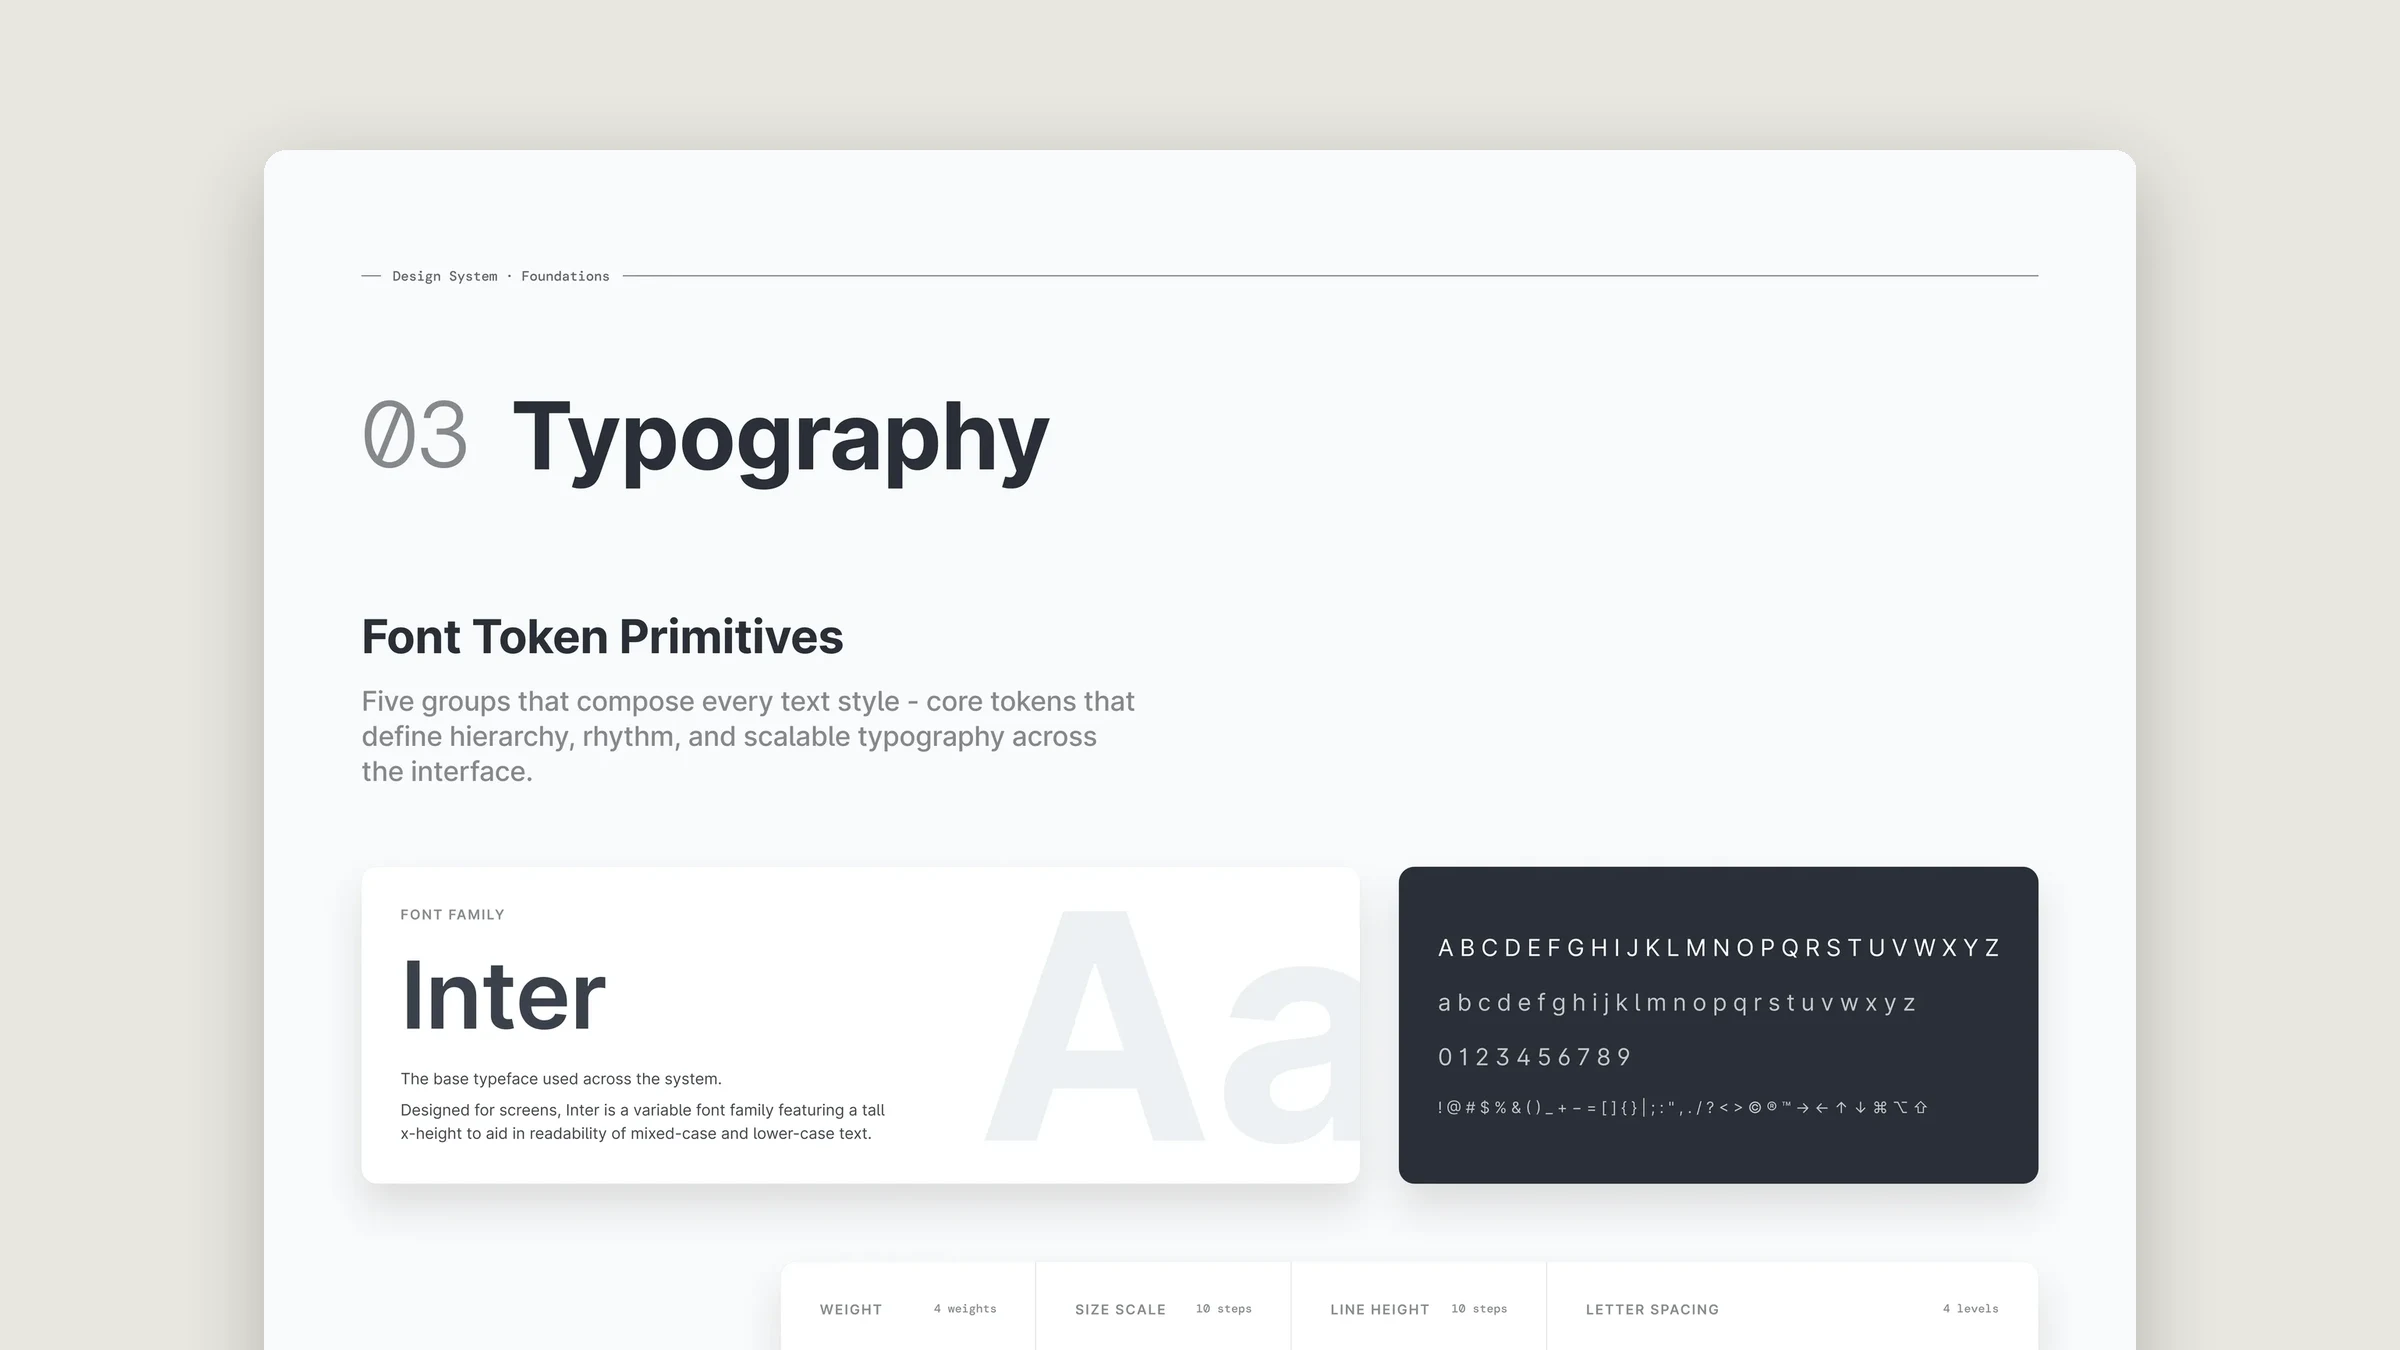 Design System · Foundations
03 Typography
Font Token Primitives
Five groups that compose every text style - core tokens that
define hierarchy, rhythm, and scalable typography across
the interface.
FONT FAMILY
Inter
The base typeface used across the system.
Designed for screens, Inter is a variable font family featuring a tall
x-height to aid in readability of mixed-case and lower-case text.
Aa
A B C D E F G H I J K L M N O P Q R S T U V W X Y Z
a b c d e f g h i j k l m n o p q r s t u v w x y z
0 1 2 3 4 5 6 7 8 9
! @ # $ % & ( ) _ + − = [ ] { } | ; : " , . / ? < > © ® ™ → ← ↑ ↓ ⌘ ⌥ ⇧
WEIGHT 4 weights
SIZE SCALE 10 steps
LINE HEIGHT 10 steps
LETTER SPACING 4 levels